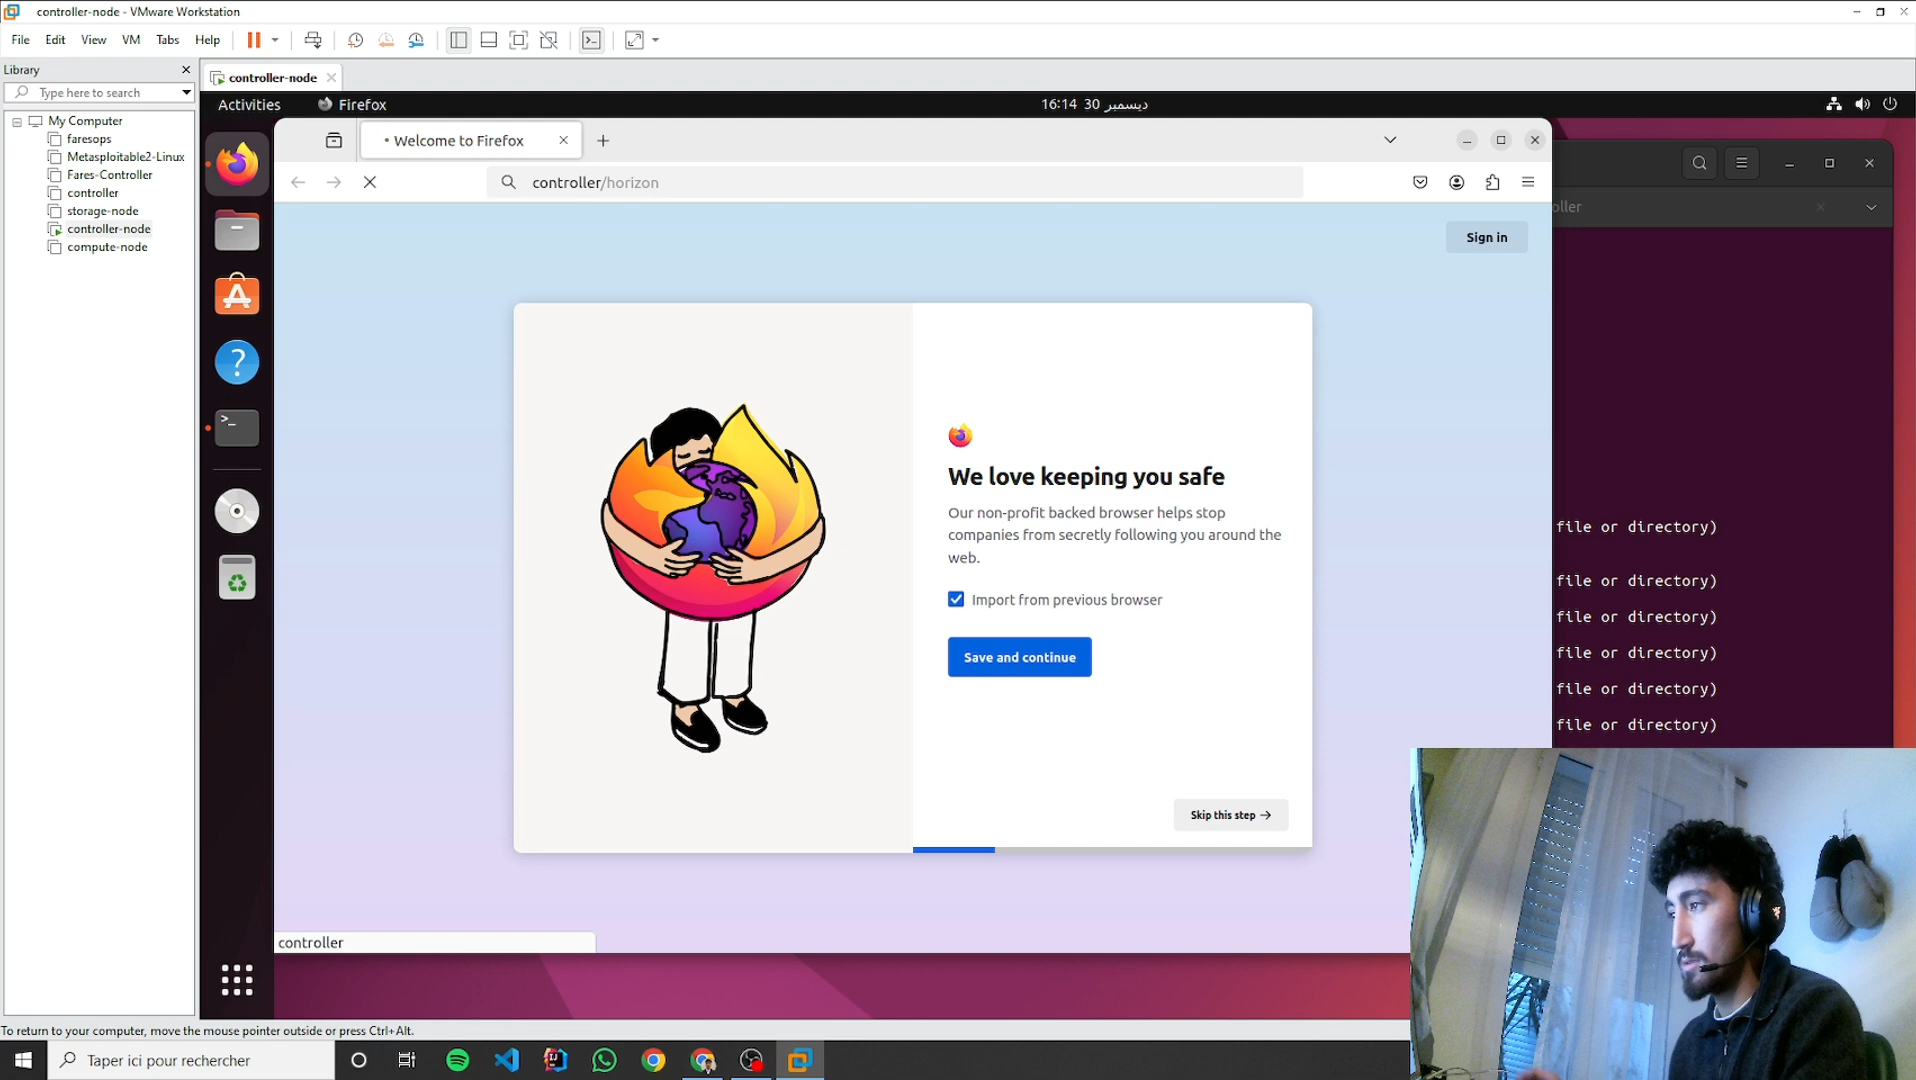 controller-node - VMware Workstation
File Edit View VM Tabs Help
Library
Type here to search
My Computer
faresops
Metasploitable2-Linux
Fares-Controller
controller
storage-node
controller-node
compute-node
controller-node
Activities
Firefox
16:14 30 ديسمبر
Welcome to Firefox
controller/horizon
Sign in
We love keeping you safe
Our non-profit backed browser helps stop
companies from secretly following you around the
web.
Import from previous browser
Save and continue
Skip this step
controller
oller
file or directory)
file or directory)
file or directory)
file or directory)
file or directory)
file or directory)
To return to your computer, move the mouse pointer outside or press Ctrl+Alt.
Taper ici pour rechercher